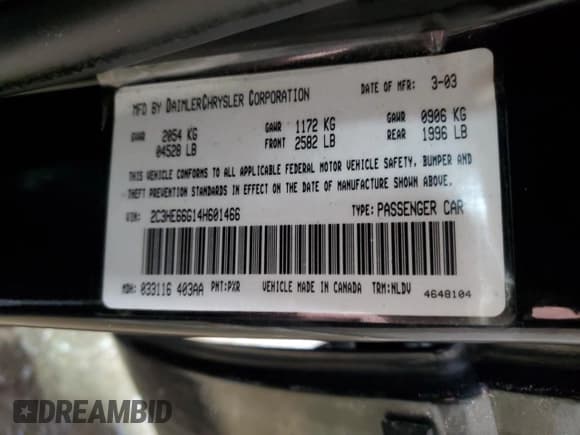 MFD BY DAIMLERCHRYSLER CORPORATION DATE OF MFR: 3-03
GVWR 2054 KG GAWR 1172 KG GAWR 0906 KG
04528 LB FRONT 2582 LB REAR 1996 LB
THIS VEHICLE CONFORMS TO ALL APPLICABLE FEDERAL MOTOR VEHICLE SAFETY, BUMPER AND
THEFT PREVENTION STANDARDS IN EFFECT ON THE DATE OF MANUFACTURE SHOWN ABOVE.
VIN: 2C3HE66G14H601466 TYPE: PASSENGER CAR
MDH: 033116 403AA PNT:PXR VEHICLE MADE IN CANADA TRM:NLDV
4648104
DREAMBID